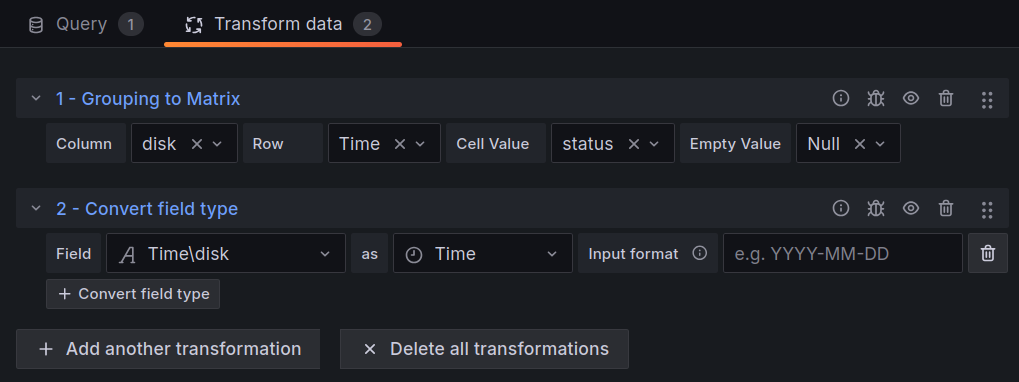 Query 1 Transform data 2
1 - Grouping to Matrix
Column disk Row Time Cell Value status Empty Value Null
2 - Convert field type
Field Time\disk as Time Input format e.g. YYYY-MM-DD
+ Convert field type
+ Add another transformation × Delete all transformations